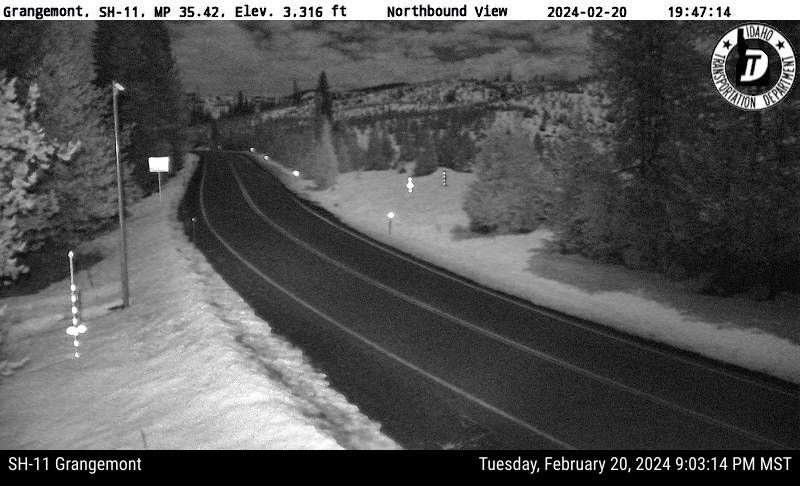 Grangemont, SH-11, MP 35.42, Elev. 3,316 ft Northbound View 2024-02-20 19:47:14
IDAHO
TRANSPORTATION DEPARTMENT
SH-11 Grangemont Tuesday, February 20, 2024 9:03:14 PM MST